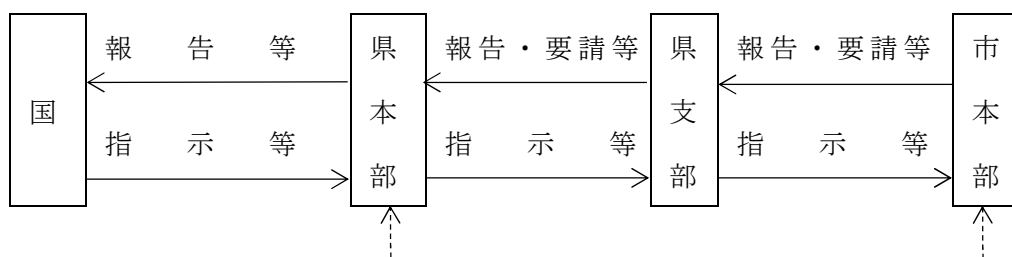 国
報告等
指示等
県本部
報告・要請等
指示等
県支部
報告・要請等
指示等
市本部